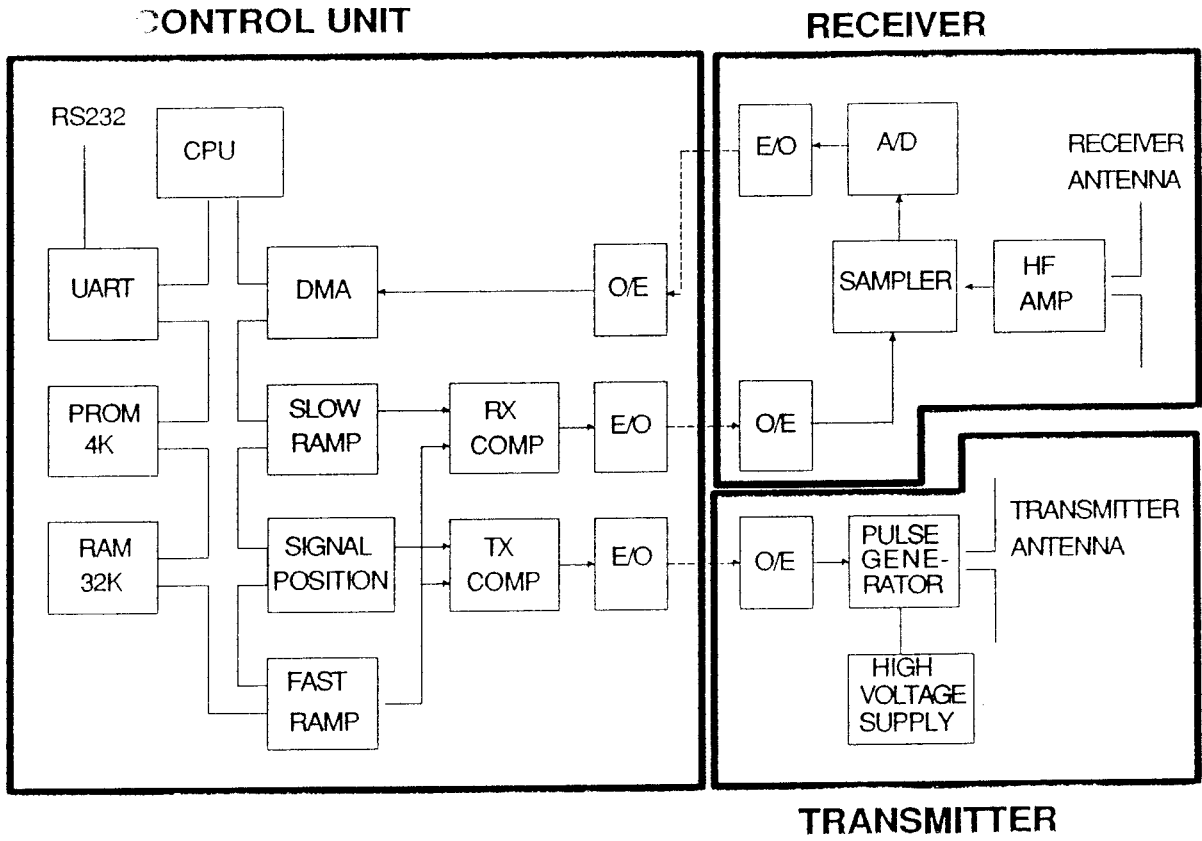 CONTROL UNIT
RECEIVER
RS232
CPU
UART
DMA
O/E
PROM
4K
SLOW
RAMP
RX
COMP
E/O
RAM
32K
SIGNAL
POSITION
TX
COMP
E/O
FAST
RAMP
E/O
A/D
RECEIVER
ANTENNA
SAMPLER
HF
AMP
O/E
O/E
PULSE
GENE-
RATOR
TRANSMITTER
ANTENNA
HIGH
VOLTAGE
SUPPLY
TRANSMITTER